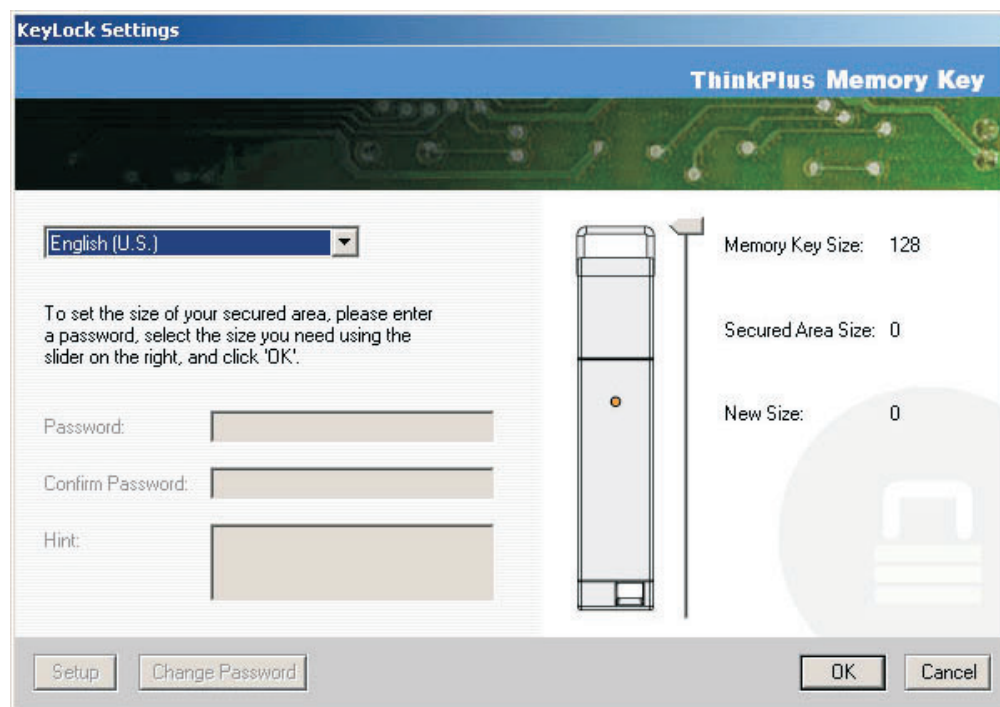 KeyLock Settings
ThinkPlus Memory Key
English (U.S.)
To set the size of your secured area, please enter
a password, select the size you need using the
slider on the right, and click 'OK'.
Password:
Confirm Password:
Hint:
Memory Key Size: 128
Secured Area Size: 0
New Size: 0
Setup
Change Password
OK
Cancel